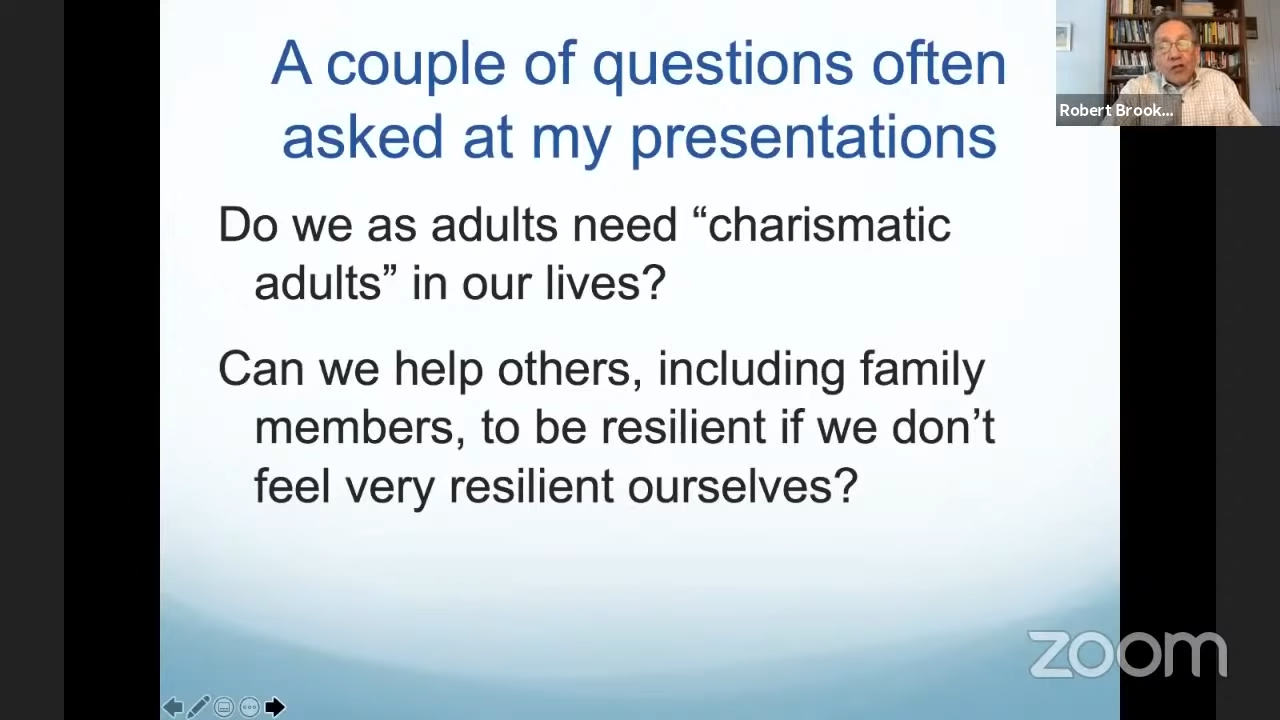 A couple of questions often
asked at my presentations
Robert Brook...
Do we as adults need “charismatic
adults” in our lives?
Can we help others, including family
members, to be resilient if we don’t
feel very resilient ourselves?
zoom